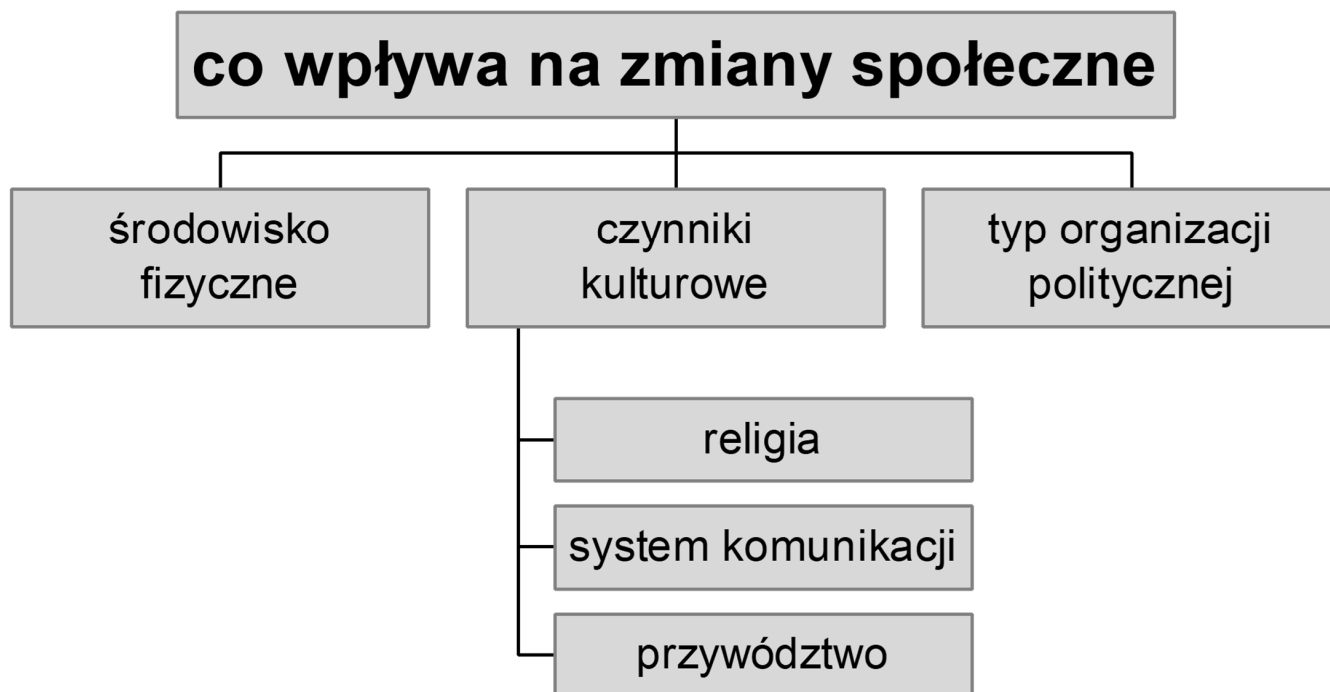 co wpływa na zmiany społeczne
środowisko
fizyczne
czynniki
kulturowe
typ organizacji
politycznej
religia
system komunikacji
przywództwo